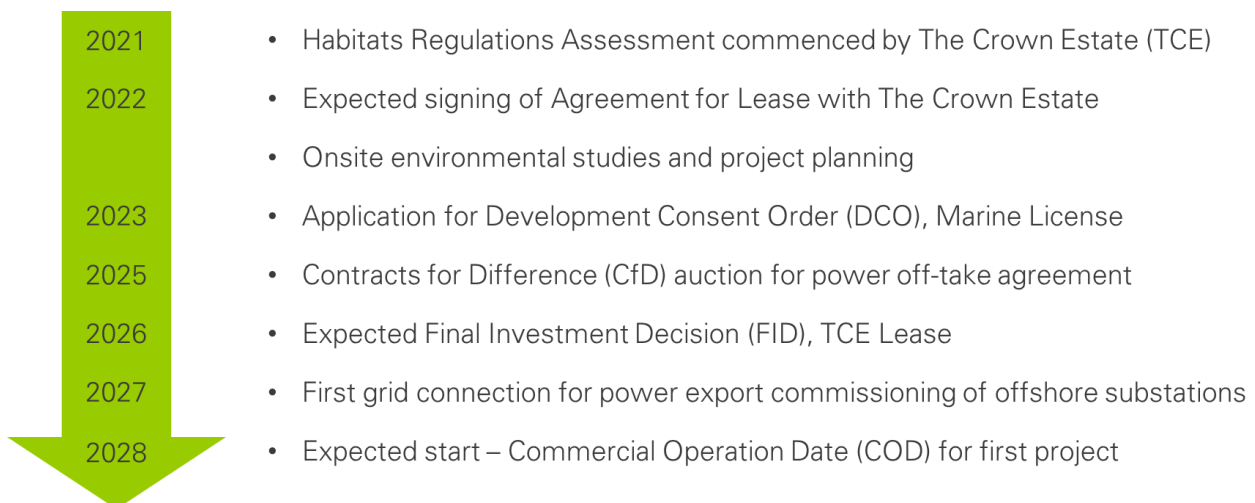 2021 • Habitats Regulations Assessment commenced by The Crown Estate (TCE)
2022 • Expected signing of Agreement for Lease with The Crown Estate
• Onsite environmental studies and project planning
2023 • Application for Development Consent Order (DCO), Marine License
2025 • Contracts for Difference (CfD) auction for power off-take agreement
2026 • Expected Final Investment Decision (FID), TCE Lease
2027 • First grid connection for power export commissioning of offshore substations
2028 • Expected start – Commercial Operation Date (COD) for first project